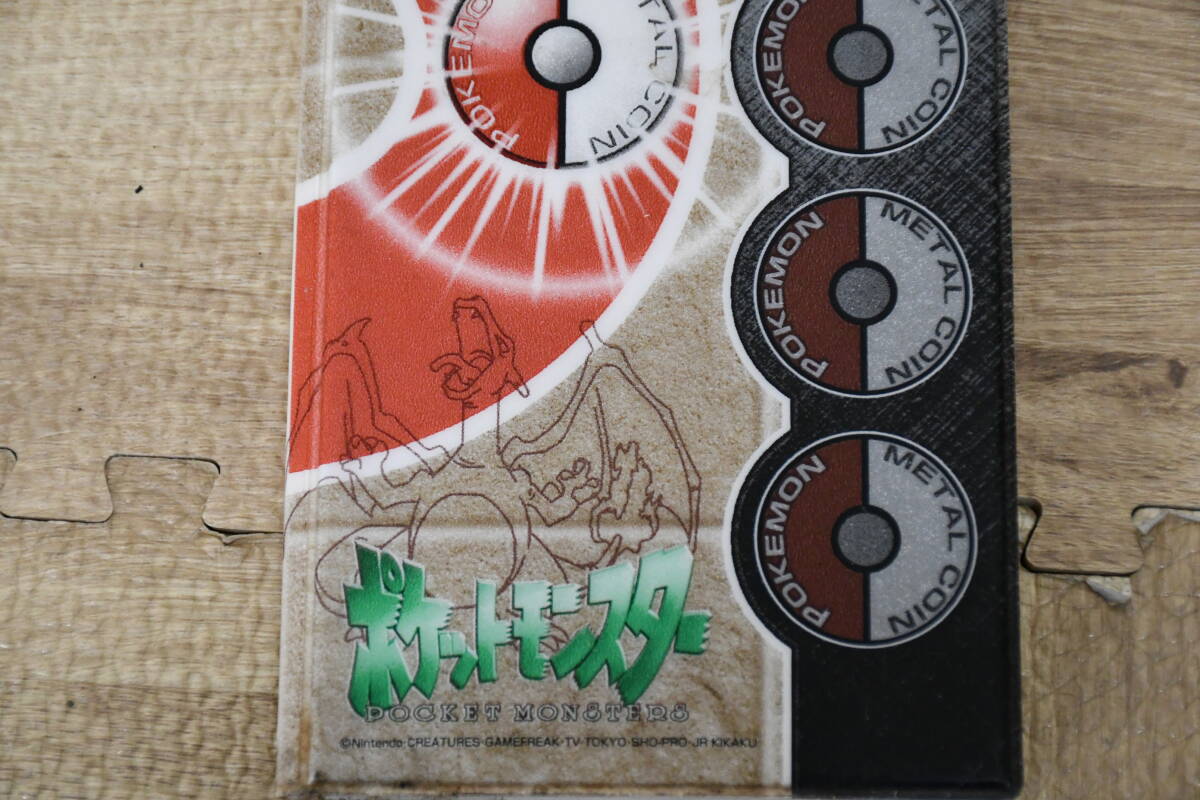 POKEMON METAL COIN
POKEMON METAL COIN
POKEMON METAL COIN
POKEMON METAL COIN
ポケットモンスター
POCKET MONSTERS
©Nintendo·CREATURES·GAMEFREAK·TV·TOKYO·SHO-PRO·JR KIKAKU